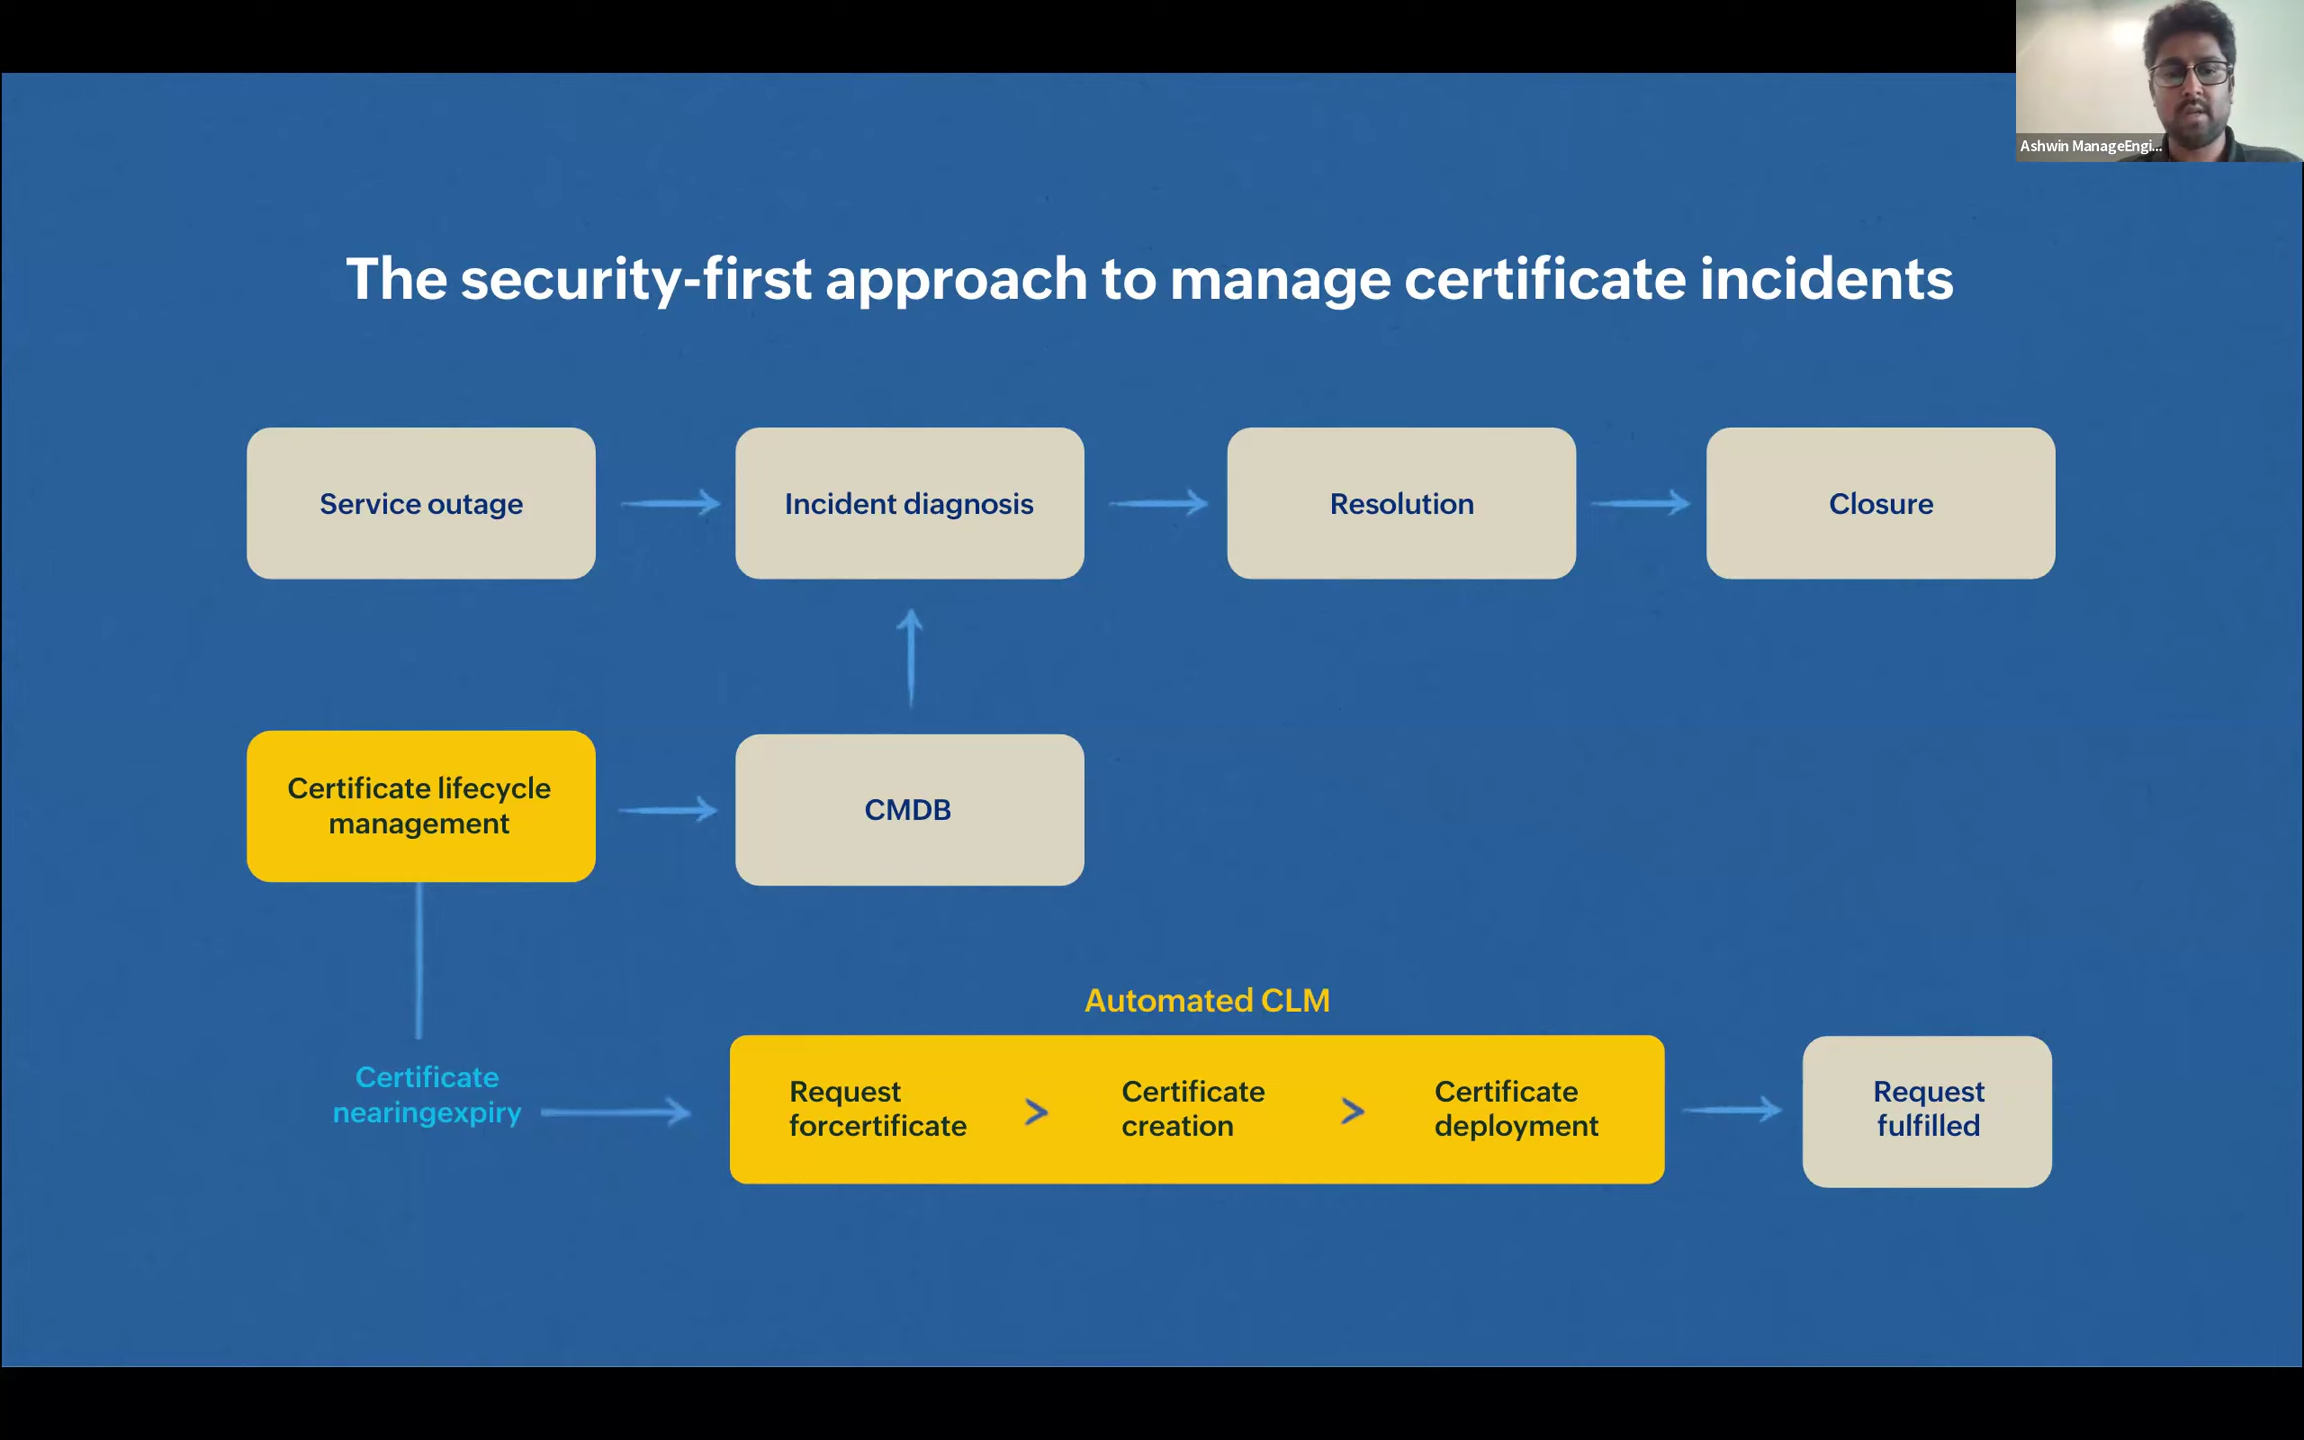 Ashwin ManageEngi...
The security-first approach to manage certificate incidents
Service outage
Incident diagnosis
Resolution
Closure
Certificate lifecycle
management
CMDB
Automated CLM
Certificate
nearingexpiry
Request
forcertificate
>
Certificate
creation
>
Certificate
deployment
Request
fulfilled